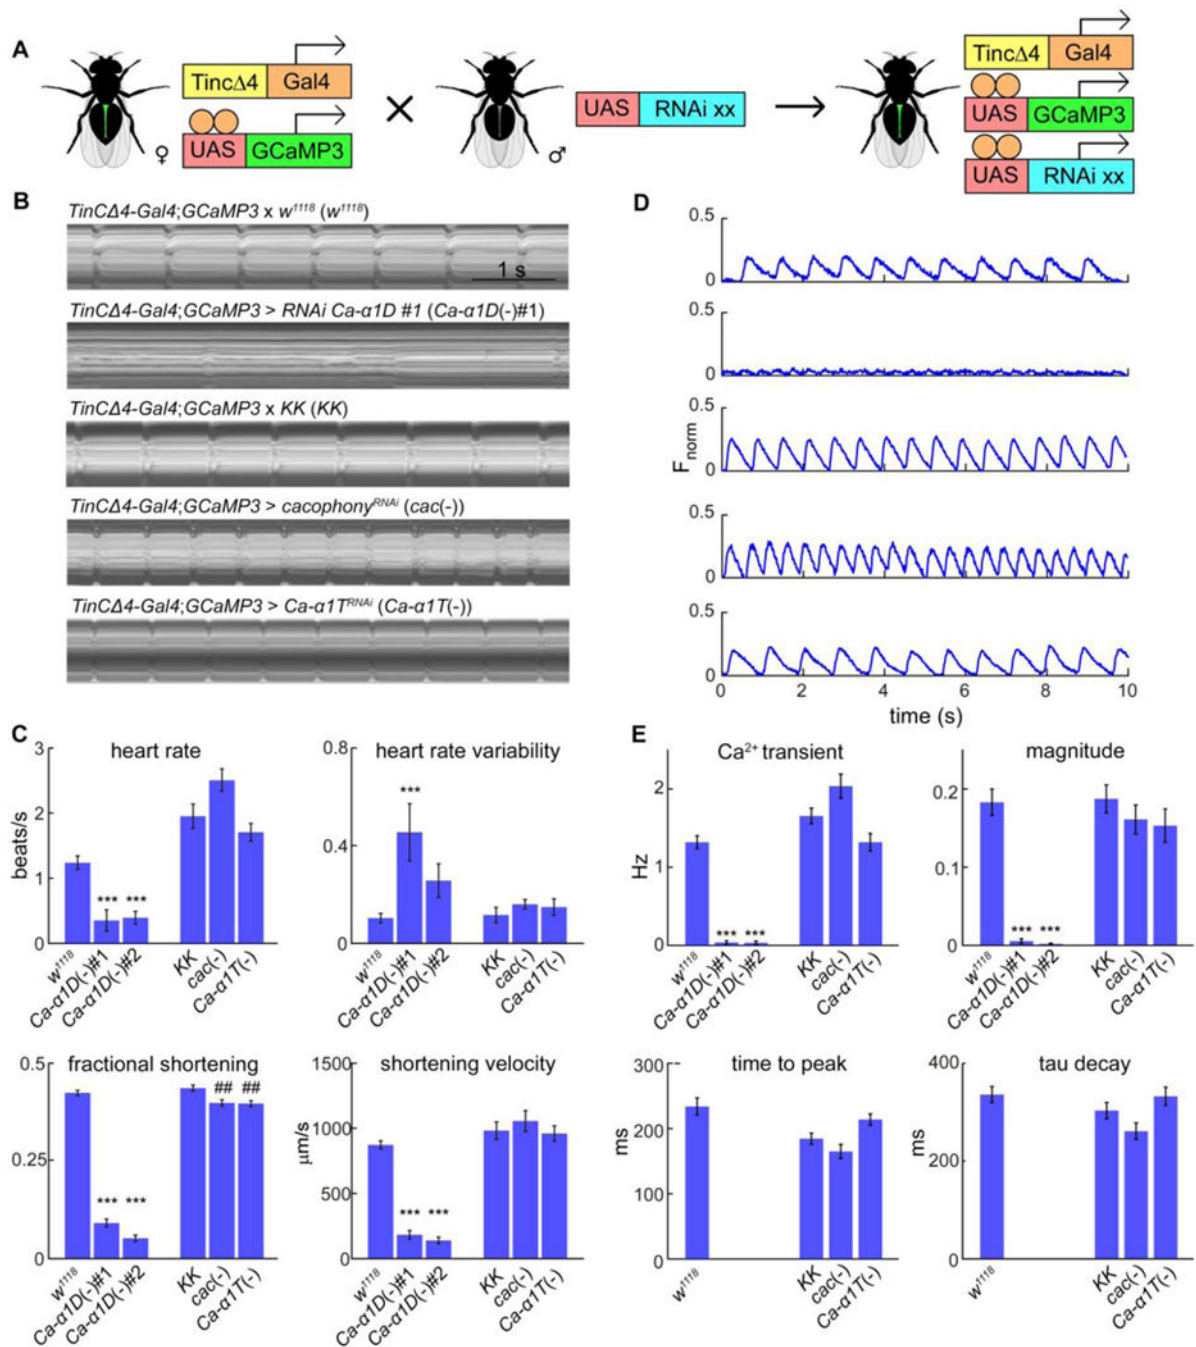 A
TincΔ4 Gal4
UAS GCaMP3
♀
UAS RNAi xx
♂
TincΔ4 Gal4
UAS GCaMP3
UAS RNAi xx
B
TinCΔ4-Gal4;GCaMP3 x w1118 (w1118)
1 s
TinCΔ4-Gal4;GCaMP3 > RNAi Ca-α1D #1 (Ca-α1D(-)#1)
TinCΔ4-Gal4;GCaMP3 x KK (KK)
TinCΔ4-Gal4;GCaMP3 > cacophonyRNAi (cac(-))
TinCΔ4-Gal4;GCaMP3 > Ca-α1TRNAi (Ca-α1T(-))
D
0.5
0
0.5
0
0.5
0
0.5
0
0.5
0
Fnorm
0 2 4 6 8 10
time (s)
C
heart rate
3
2
1
0
beats/s
*** ***
w1118 Ca-α1D(-)#1 Ca-α1D(-)#2 KK cac(-) Ca-α1T(-)
heart rate variability
0.8
0.4
0
***
w1118 Ca-α1D(-)#1 Ca-α1D(-)#2 KK cac(-) Ca-α1T(-)
fractional shortening
0.5
0.25
0
*** *** ## ##
w1118 Ca-α1D(-)#1 Ca-α1D(-)#2 KK cac(-) Ca-α1T(-)
shortening velocity
1500
1000
500
0
μm/s
*** ***
w1118 Ca-α1D(-)#1 Ca-α1D(-)#2 KK cac(-) Ca-α1T(-)
E
Ca2+ transient
2
1
0
Hz
*** ***
w1118 Ca-α1D(-)#1 Ca-α1D(-)#2 KK cac(-) Ca-α1T(-)
magnitude
0.2
0.1
0
*** ***
w1118 Ca-α1D(-)#1 Ca-α1D(-)#2 KK cac(-) Ca-α1T(-)
time to peak
300
200
100
0
ms
w1118 KK cac(-) Ca-α1T(-)
tau decay
400
200
0
ms
w1118 KK cac(-) Ca-α1T(-)